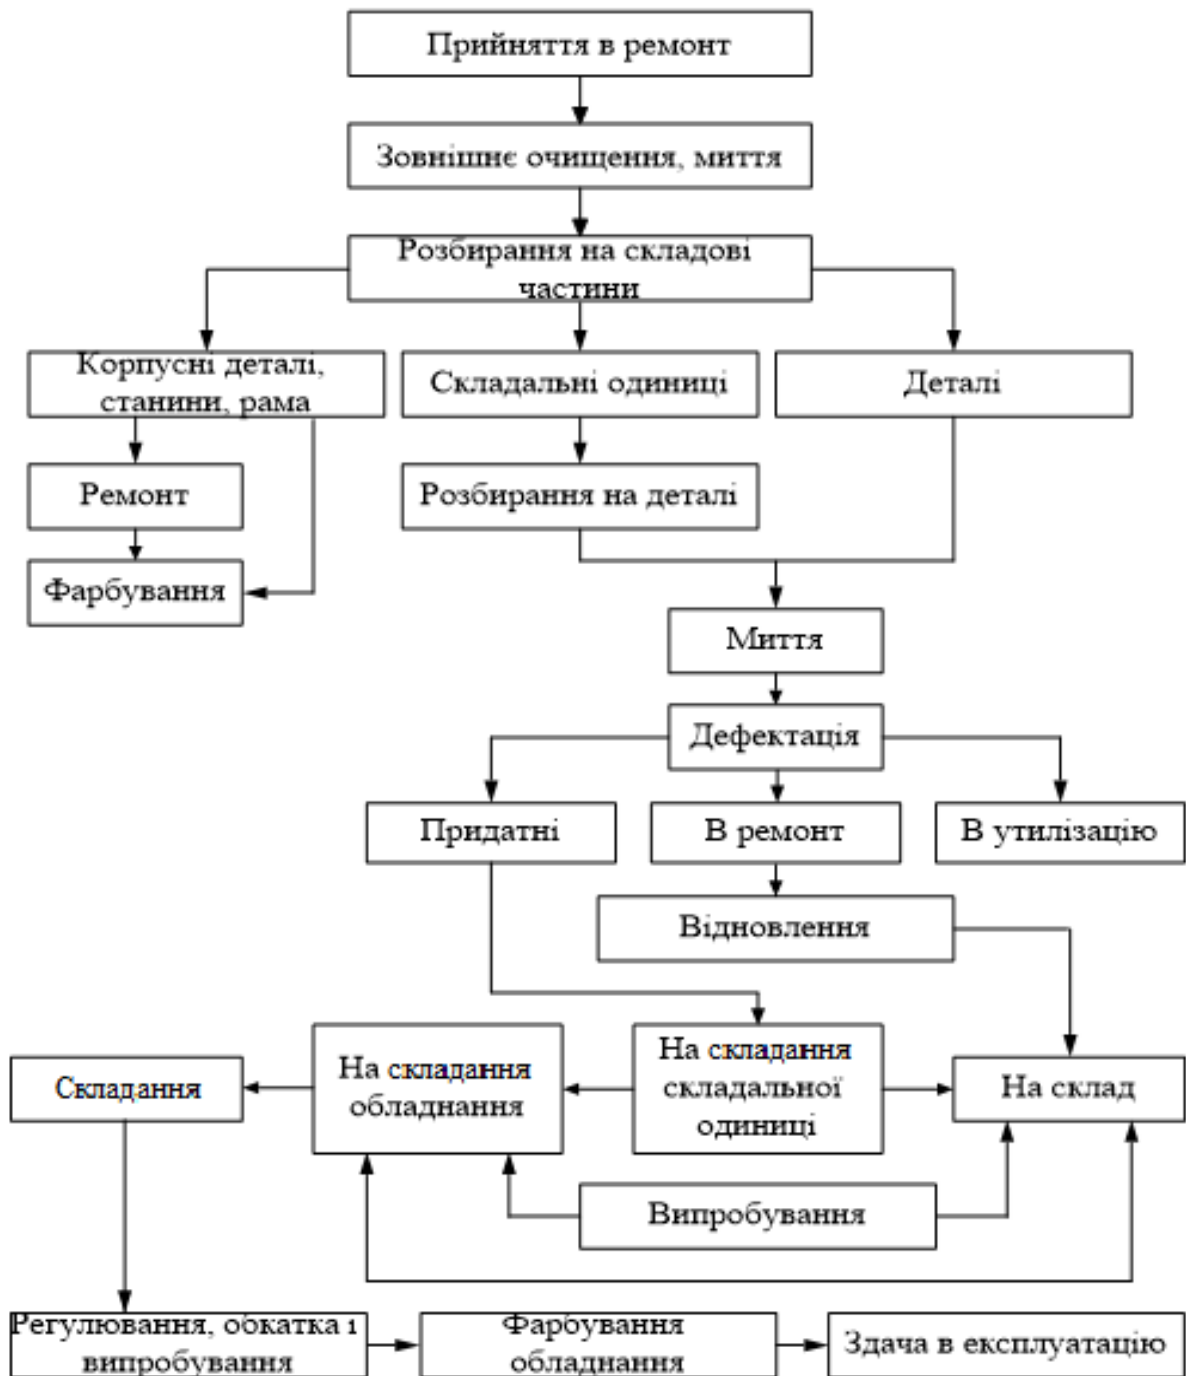 Прийняття в ремонт
Зовнішнє очищення, миття
Розбирання на складові
частини
Корпусні деталі,
станини, рама
Складальні одиниці
Деталі
Ремонт
Розбирання на деталі
Фарбування
Миття
Дефектація
Придатні
В ремонт
В утилізацію
Відновлення
Складання
На складання
обладнання
На складання
складальної
одиниці
На склад
Випробування
Регулювання, обкатка і
випробування
Фарбування
обладнання
Здача в експлуатацію